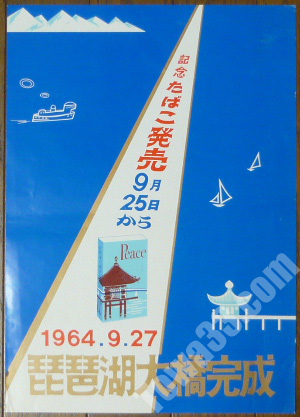 記念
たばこ発売
9月
25日
から
Peace
1964.9.27
琵琶湖大橋完成